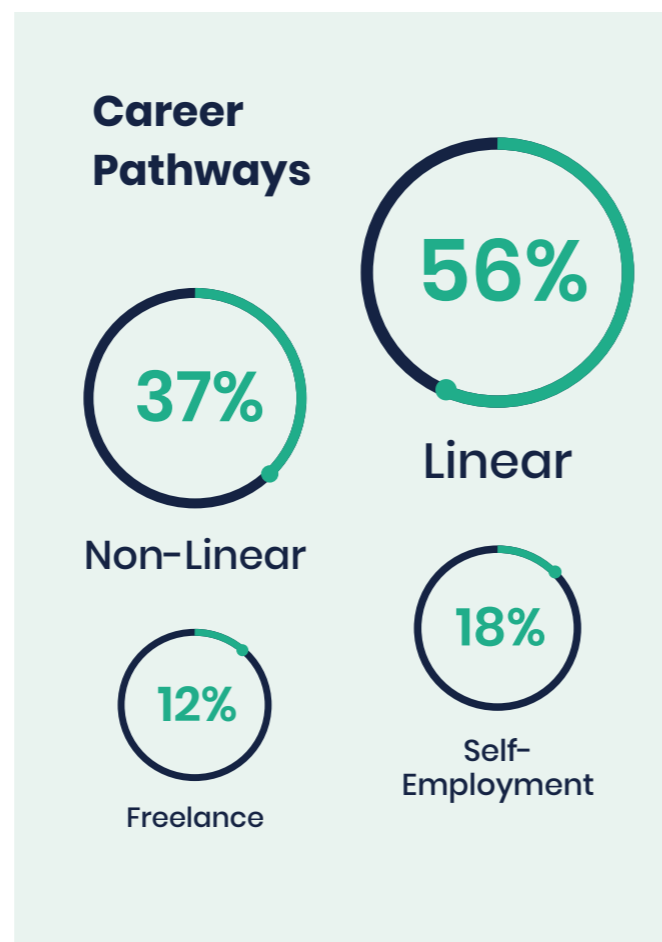 Career
Pathways
56%
Linear
37%
Non-Linear
18%
Self-
Employment
12%
Freelance